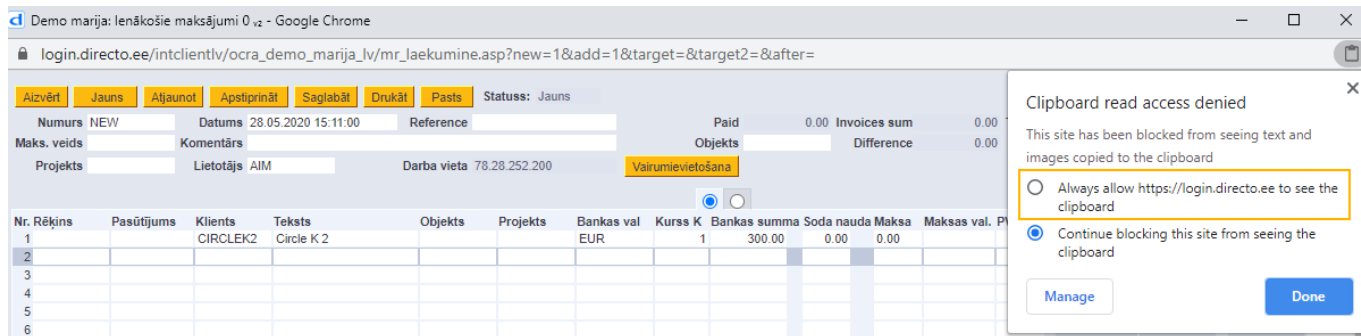 Demo marija: Ienākošie maksājumi 0 v2 - Google Chrome
login.directo.ee/intclientlv/ocra_demo_marija_lv/mr_laekumine.asp?new=1&add=1&target=&target2=&after=
Aizvērt Jauns Atjaunot Apstiprināt Saglabāt Drukāt Pasts Statuss: Jauns
Numurs NEW Datums 28.05.2020 15:11:00 Reference Paid 0.00 Invoices sum 0.00
Maks. veids Komentārs Objekts Difference 0.00
Projekts Lietotājs AIM Darba vieta 78.28.252.200 Vairumievietošana
Nr. Rēķins Pasūtījums Klients Teksts Objekts Projekts Bankas val Kurss K Bankas summa Soda nauda Maksa Maksas val.
1 CIRCLEK2 Circle K 2 EUR 1 300.00 0.00 0.00
2
3
4
5
6
Clipboard read access denied
This site has been blocked from seeing text and
images copied to the clipboard
Always allow https://login.directo.ee to see the
clipboard
Continue blocking this site from seeing the
clipboard
Manage Done